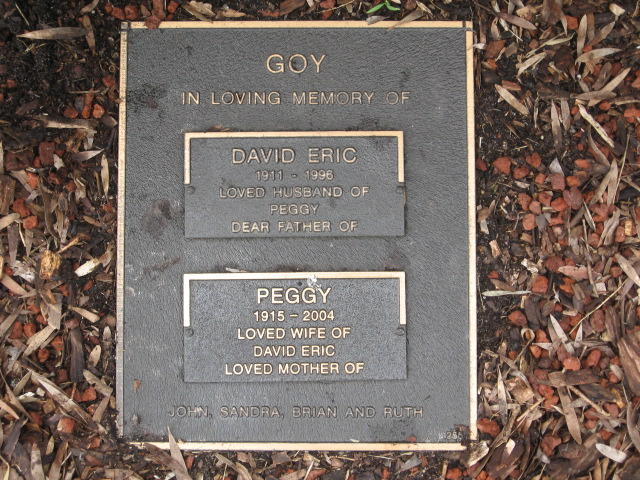 GOY
IN LOVING MEMORY OF
DAVID ERIC
1911 - 1996
LOVED HUSBAND OF
PEGGY
DEAR FATHER OF
PEGGY
1915 - 2004
LOVED WIFE OF
DAVID ERIC
LOVED MOTHER OF
JOHN, SANDRA, BRIAN AND RUTH